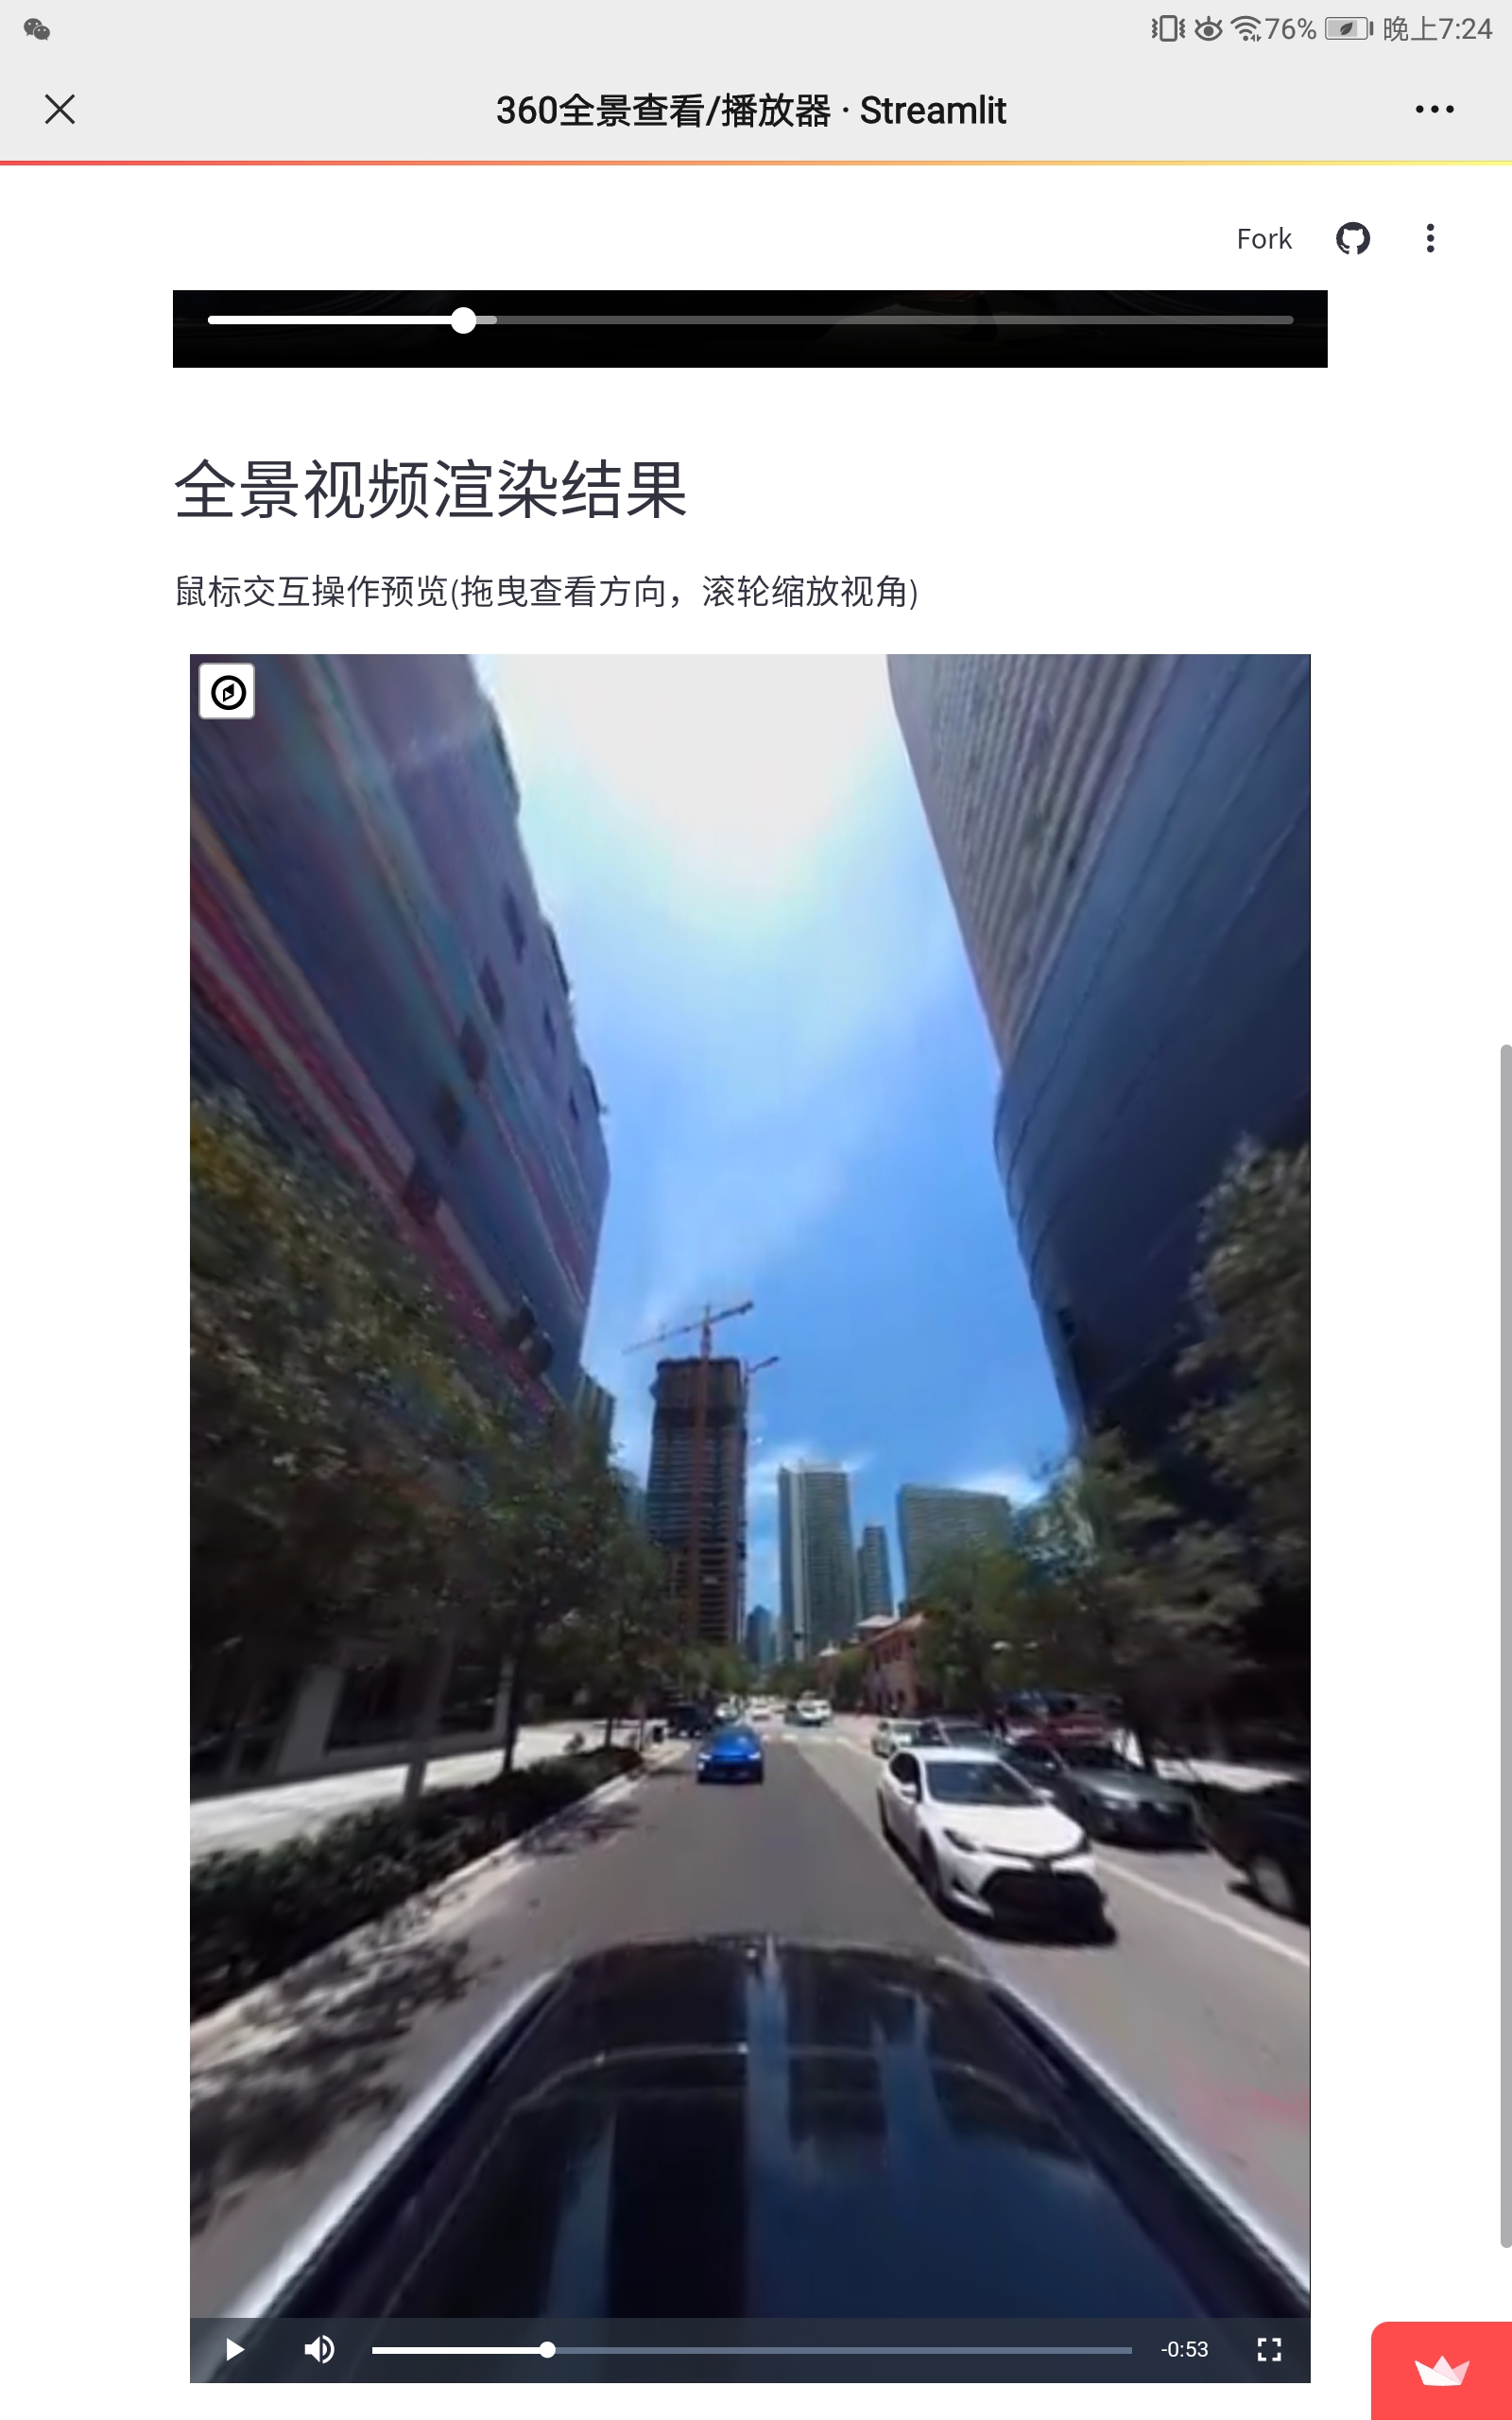 76% 晚上7:24
360全景查看/播放器 · Streamlit
Fork
全景视频渲染结果
鼠标交互操作预览(拖曳查看方向，滚轮缩放视角)
-0:53